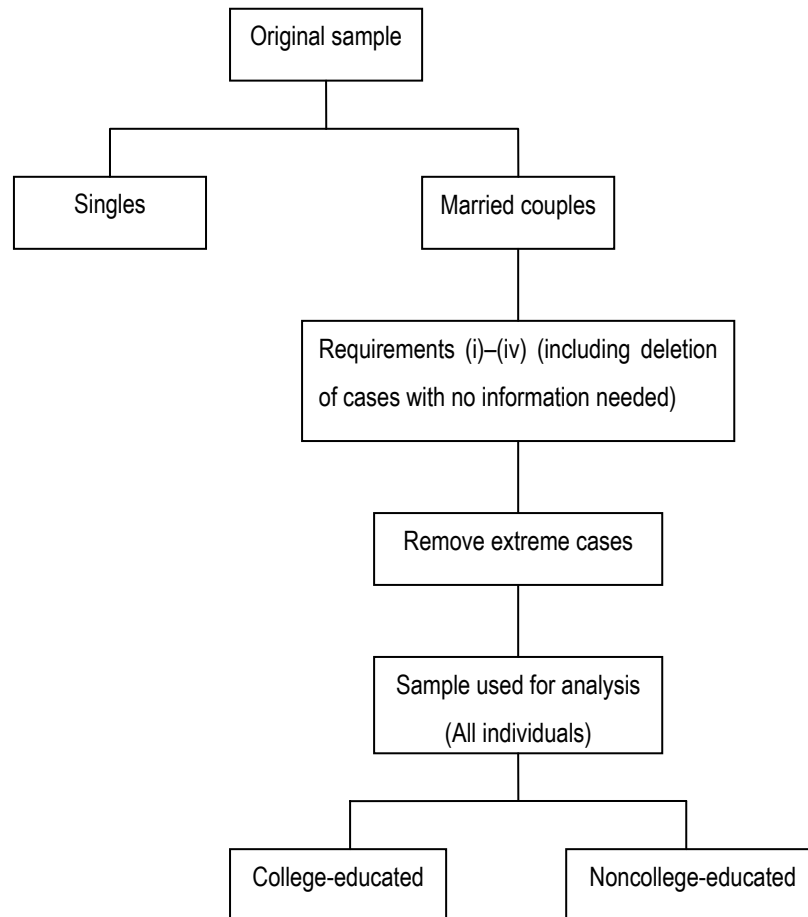 Original sample
Singles
Married couples
Requirements (i)–(iv) (including deletion
of cases with no information needed)
Remove extreme cases
Sample used for analysis
(All individuals)
College-educated
Noncollege-educated